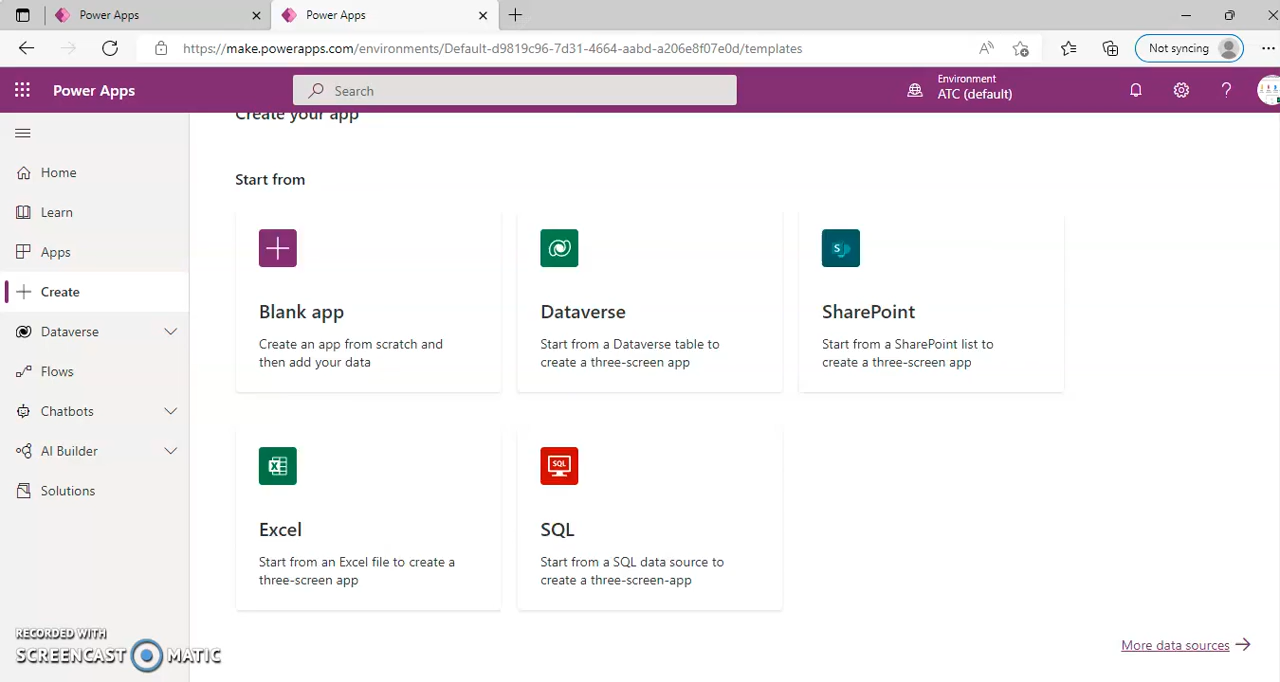 Power Apps
Power Apps
https://make.powerapps.com/environments/Default-d9819c96-7d31-4664-aabd-a206e8f07e0d/templates
Not syncing
Power Apps
Search
Environment
ATC (default)
Create your app
Home
Learn
Apps
Create
Dataverse
Flows
Chatbots
AI Builder
Solutions
Start from
Blank app
Create an app from scratch and
then add your data
Dataverse
Start from a Dataverse table to
create a three-screen app
S
SharePoint
Start from a SharePoint list to
create a three-screen app
X
Excel
Start from an Excel file to create a
three-screen app
SQL
SQL
Start from a SQL data source to
create a three-screen-app
More data sources
RECORDED WITH
SCREENCAST MATIC